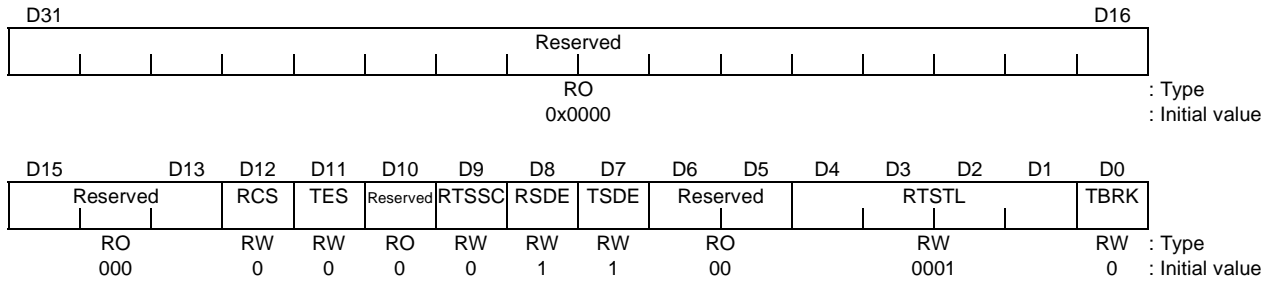 D31 D16
Reserved
RO : Type
0x0000 : Initial value
D15 D13 D12 D11 D10 D9 D8 D7 D6 D5 D4 D3 D2 D1 D0
Reserved RCS TES Reserved RTSSC RSDE TSDE Reserved RTSTL TBRK
RO RW RW RO RW RW RW RO RW RW : Type
000 0 0 0 0 1 1 00 0001 0 : Initial value